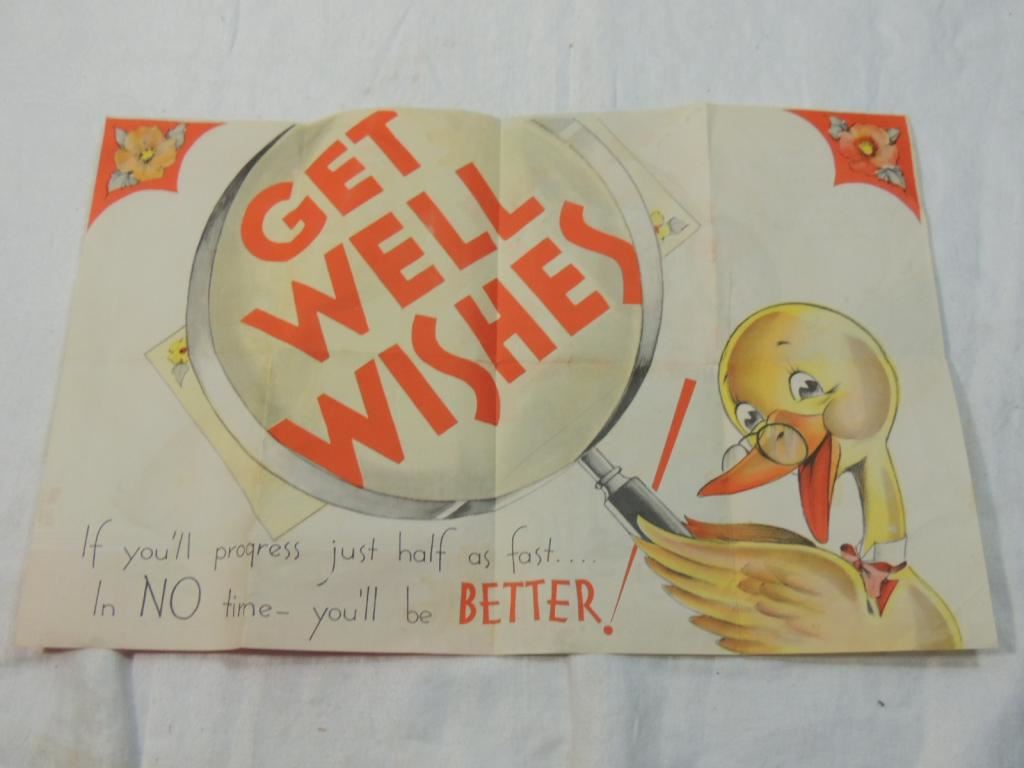 GET
WELL
WISHES
If you'll progress just half as fast....
In NO time- you'll be BETTER!